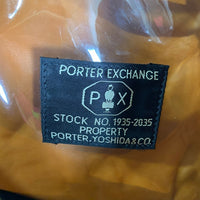 PORTER EXCHANGE
P X
STOCK NO. 1935-2035
PROPERTY
PORTER, YOSHIDA & CO.